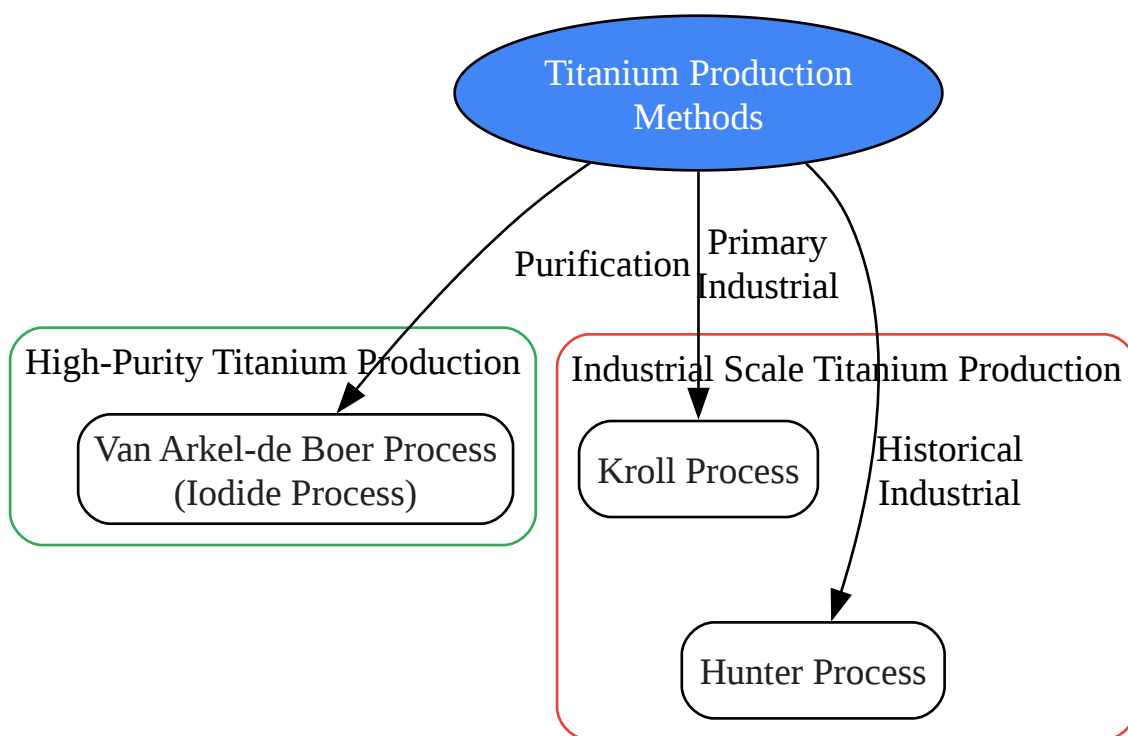 Titanium Production
Methods
Purification
Primary
Industrial
High-Purity Titanium Production
Industrial Scale Titanium Production
Van Arkel-de Boer Process
(Iodide Process)
Kroll Process
Historical
Industrial
Hunter Process